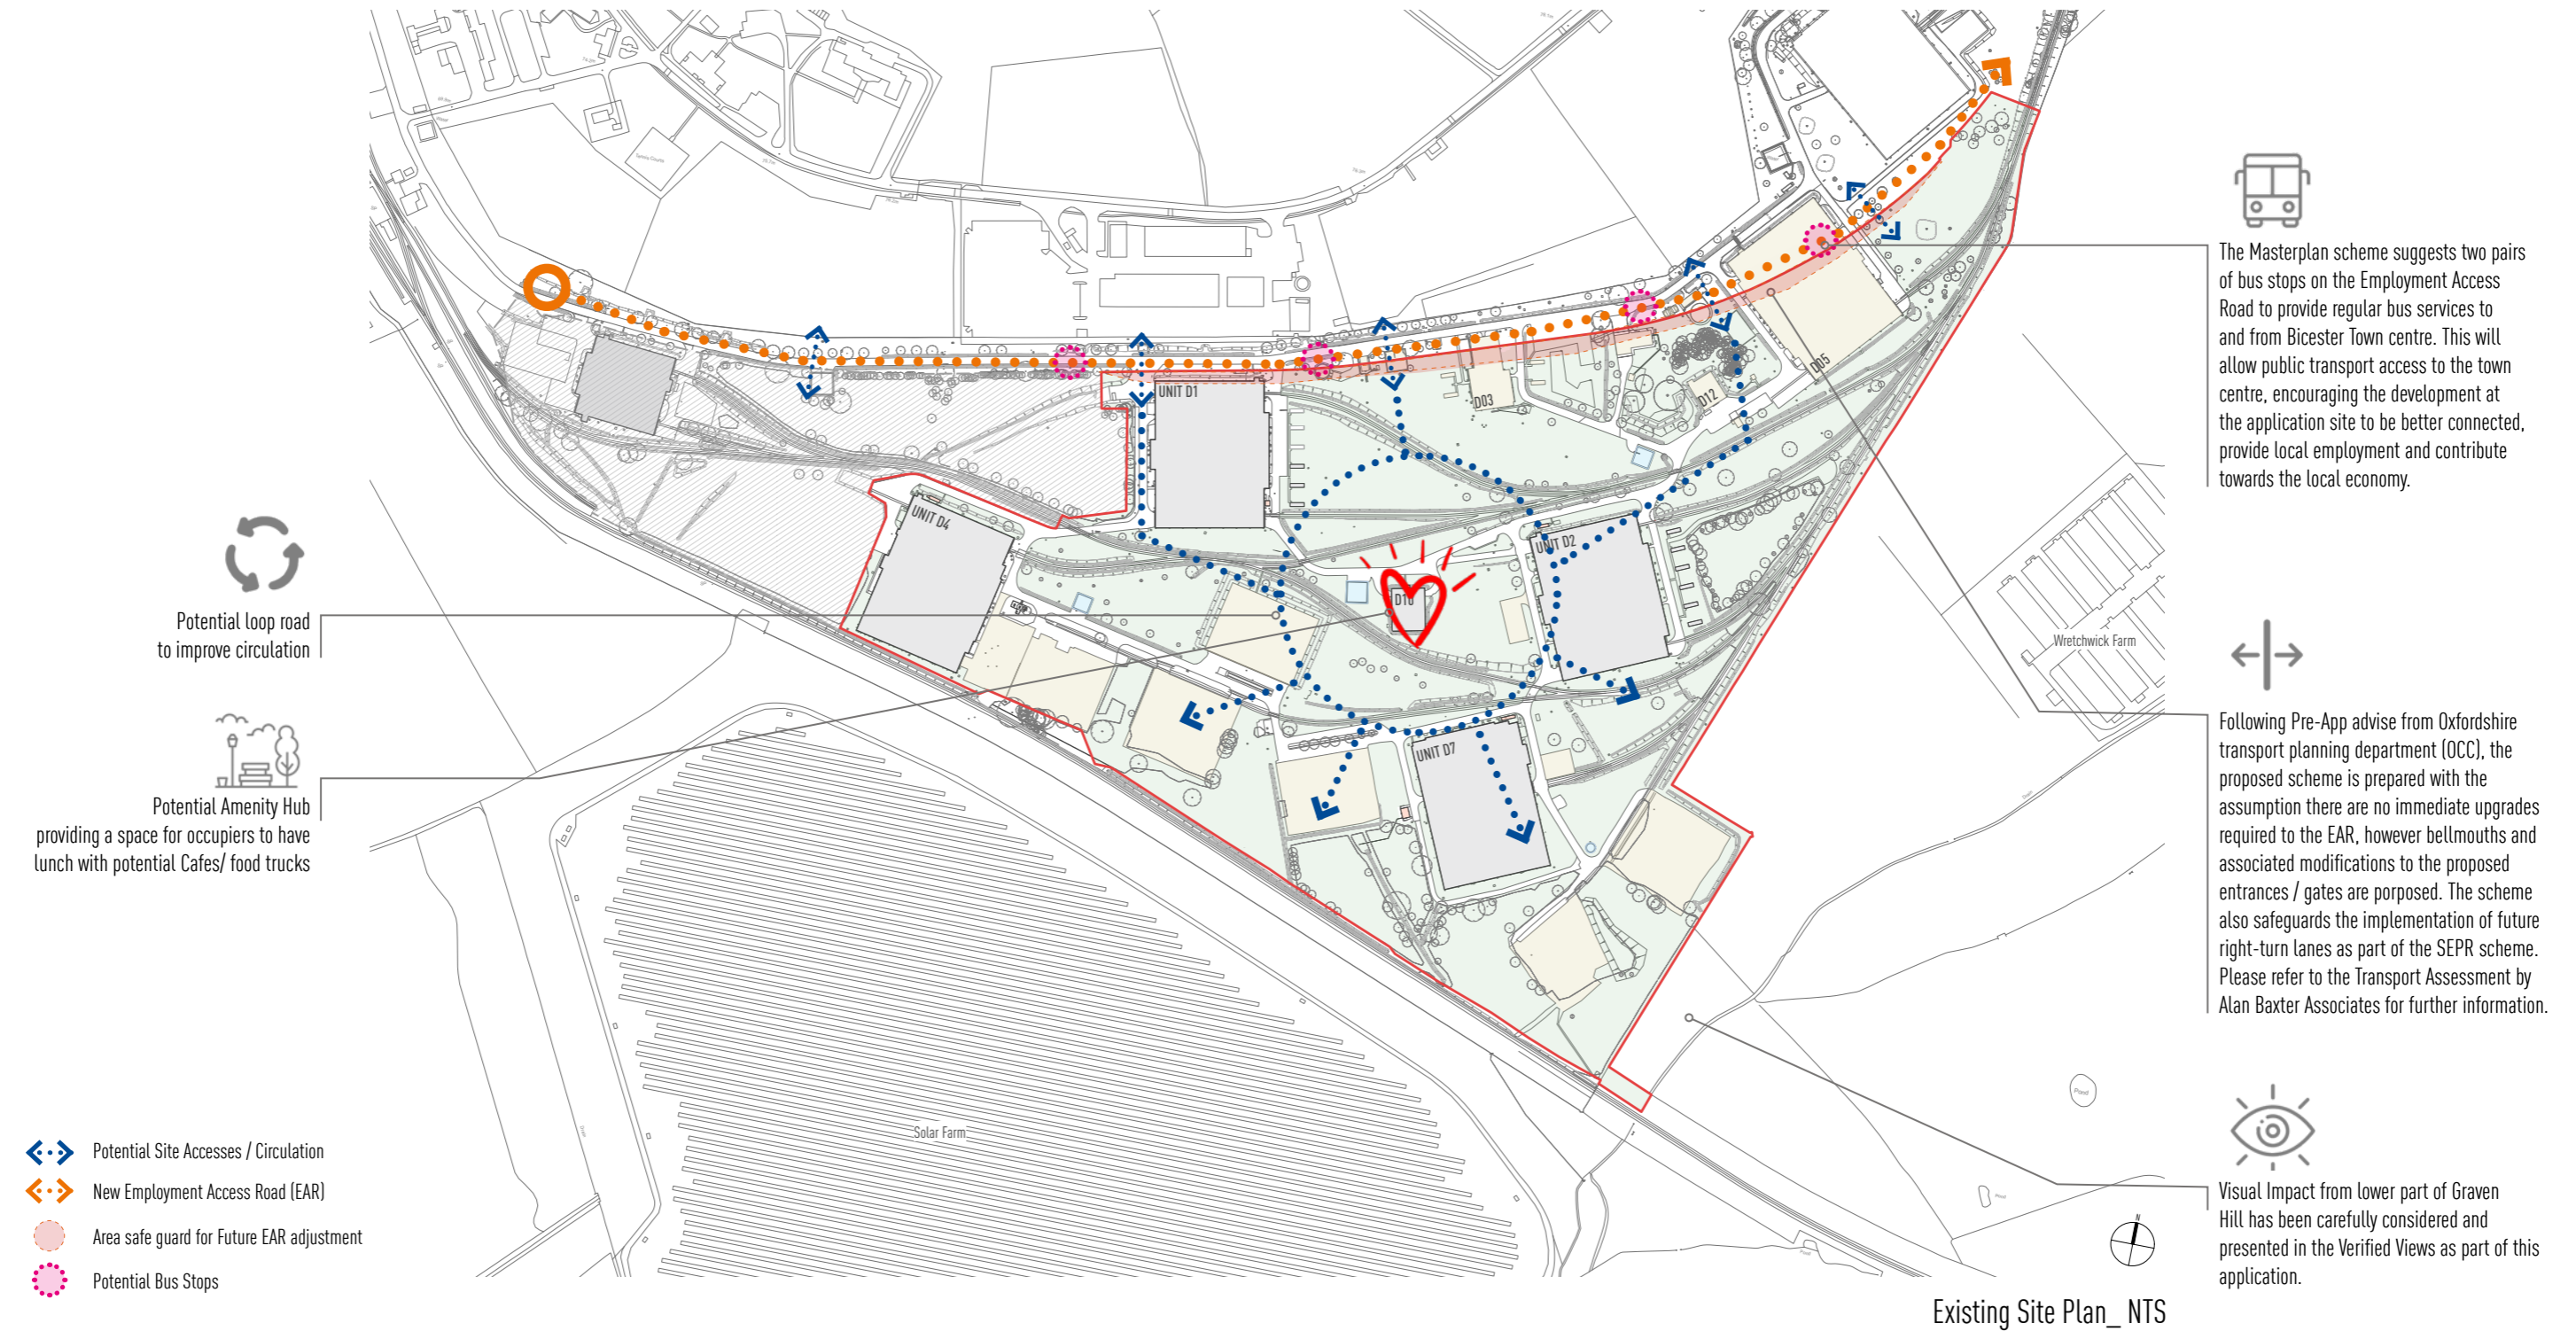 Tennis Courts
UNIT D1
D03
D12
D05
UNIT D4
UNIT D2
D10
UNIT D7
Wretchwick Farm
Solar Farm
Pond
Drain
N
Potential loop road
to improve circulation
Potential Amenity Hub
providing a space for occupiers to have
lunch with potential Cafes/ food trucks
Potential Site Accesses / Circulation
New Employment Access Road (EAR)
Area safe guard for Future EAR adjustment
Potential Bus Stops
The Masterplan scheme suggests two pairs
of bus stops on the Employment Access
Road to provide regular bus services to
and from Bicester Town centre. This will
allow public transport access to the town
centre, encouraging the development at
the application site to be better connected,
provide local employment and contribute
towards the local economy.
Following Pre-App advise from Oxfordshire
transport planning department (OCC), the
proposed scheme is prepared with the
assumption there are no immediate upgrades
required to the EAR, however bellmouths and
associated modifications to the proposed
entrances / gates are porposed. The scheme
also safeguards the implementation of future
right-turn lanes as part of the SEPR scheme.
Please refer to the Transport Assessment by
Alan Baxter Associates for further information.
Visual Impact from lower part of Graven
Hill has been carefully considered and
presented in the Verified Views as part of this
application.
Existing Site Plan_ NTS